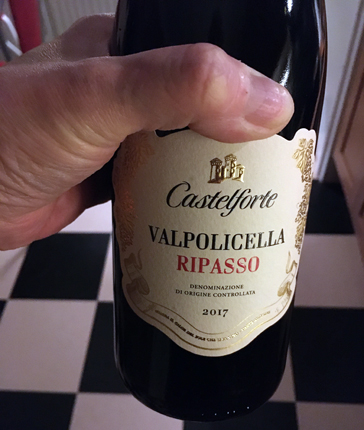 Castelforte
VALPOLICELLA
RIPASSO
DENOMINAZIONE
DI ORIGINE CONTROLLATA
2017